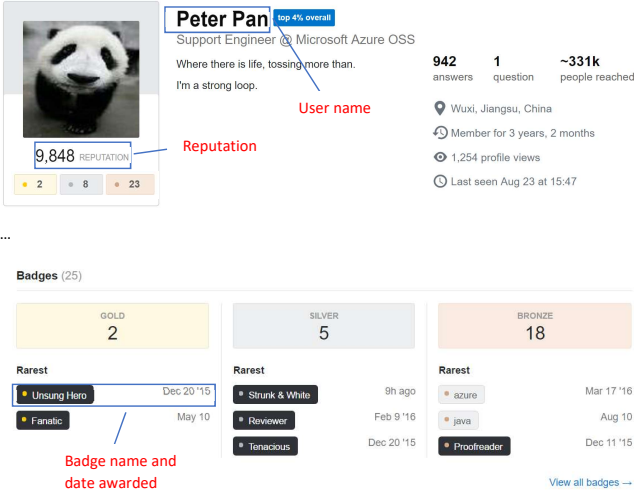 Peter Pan top 4% overall
Support Engineer @ Microsoft Azure OSS
Where there is life, tossing more than.
I'm a strong loop.
User name
942 1 ~331k
answers question people reached
Wuxi, Jiangsu, China
Member for 3 years, 2 months
1,254 profile views
Last seen Aug 23 at 15:47
9,848 REPUTATION
Reputation
2 8 23
...
Badges (25)
GOLD
2
SILVER
5
BRONZE
18
Rarest
Unsung Hero Dec 20 '15
Fanatic May 10
Badge name and
date awarded
Rarest
Strunk & White 9h ago
Reviewer Feb 9 '16
Tenacious Dec 20 '15
Rarest
azure Mar 17 '16
java Aug 10
Proofreader Dec 11 '15
View all badges →